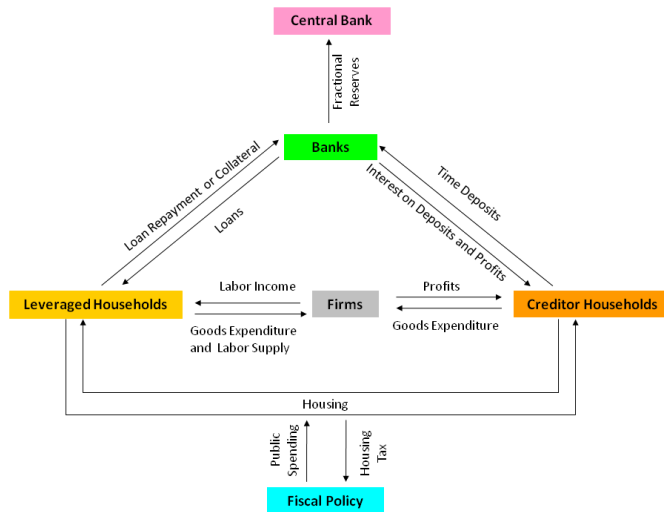 Central Bank
Fractional
Reserves
Banks
Loan Repayment or Collateral
Loans
Time Deposits
Interest on Deposits and Profits
Leveraged Households
Labor Income
Goods Expenditure
and Labor Supply
Firms
Profits
Goods Expenditure
Creditor Households
Housing
Public
Spending
Housing
Tax
Fiscal Policy